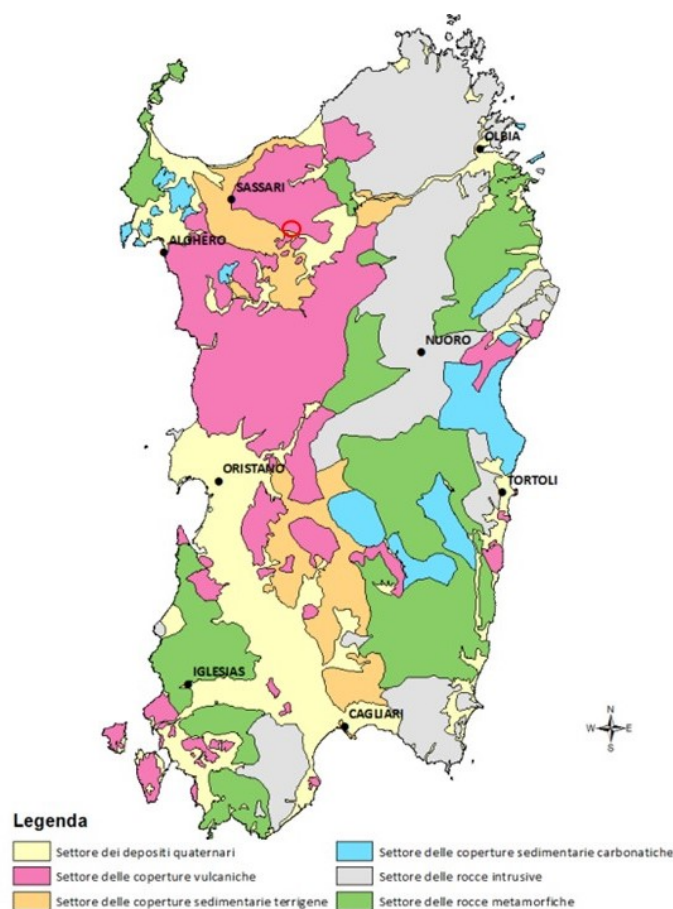 OLBIA
SASSARI
ALGHERO
NUORO
ORISTANO
TORTOLI
IGLESIAS
CAGLIARI
N
W E
S
Legenda
Settore dei depositi quaternari
Settore delle coperture sedimentarie carbonatiche
Settore delle coperture vulcaniche
Settore delle rocce intrusive
Settore delle coperture sedimentarie terrigene
Settore delle rocce metamorfiche